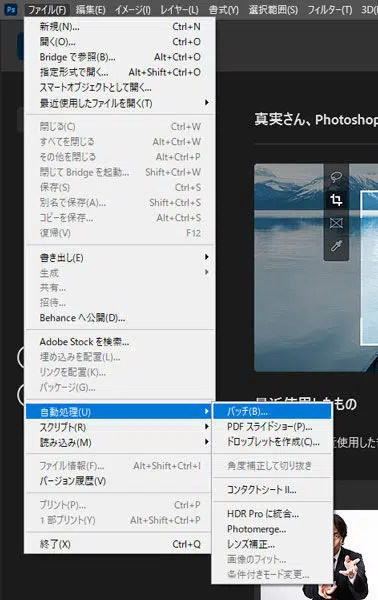 Ps ファイル(F) 編集(E) イメージ(I) レイヤー(L) 書式(Y) 選択範囲(S) フィルター(T) 3D(
新規(N)... Ctrl+N
開く(O)... Ctrl+O
Bridge で参照(B)... Alt+Ctrl+O
指定形式で開く... Alt+Shift+Ctrl+O
スマートオブジェクトとして開く...
最近使用したファイルを開く(T)
閉じる(C) Ctrl+W
すべてを閉じる Alt+Ctrl+W
その他を閉じる Alt+Ctrl+P
閉じて Bridge を起動... Shift+Ctrl+W
保存(S) Ctrl+S
別名で保存(A)... Shift+Ctrl+S
コピーを保存... Alt+Ctrl+S
復帰(V) F12
書き出し(E)
生成
共有...
招待...
Behance へ公開(D)...
Adobe Stock を検索...
埋め込みを配置(L)...
リンクを配置(K)...
パッケージ(G)...
自動処理(U)
スクリプト(R)
読み込み(M)
ファイル情報(F)... Alt+Shift+Ctrl+I
バージョン履歴(V)
プリント(P)... Ctrl+P
1 部プリント(Y) Alt+Shift+Ctrl+P
終了(X) Ctrl+Q
バッチ(B)...
PDF スライドショー(P)...
ドロップレットを作成(C)...
角度補正して切り抜き
コンタクトシート II...
HDR Pro に統合...
Photomerge...
レンズ補正...
画像のフィット...
条件付きモード変更...
真実さん、Photoshop
最近使用したもの
近使用した